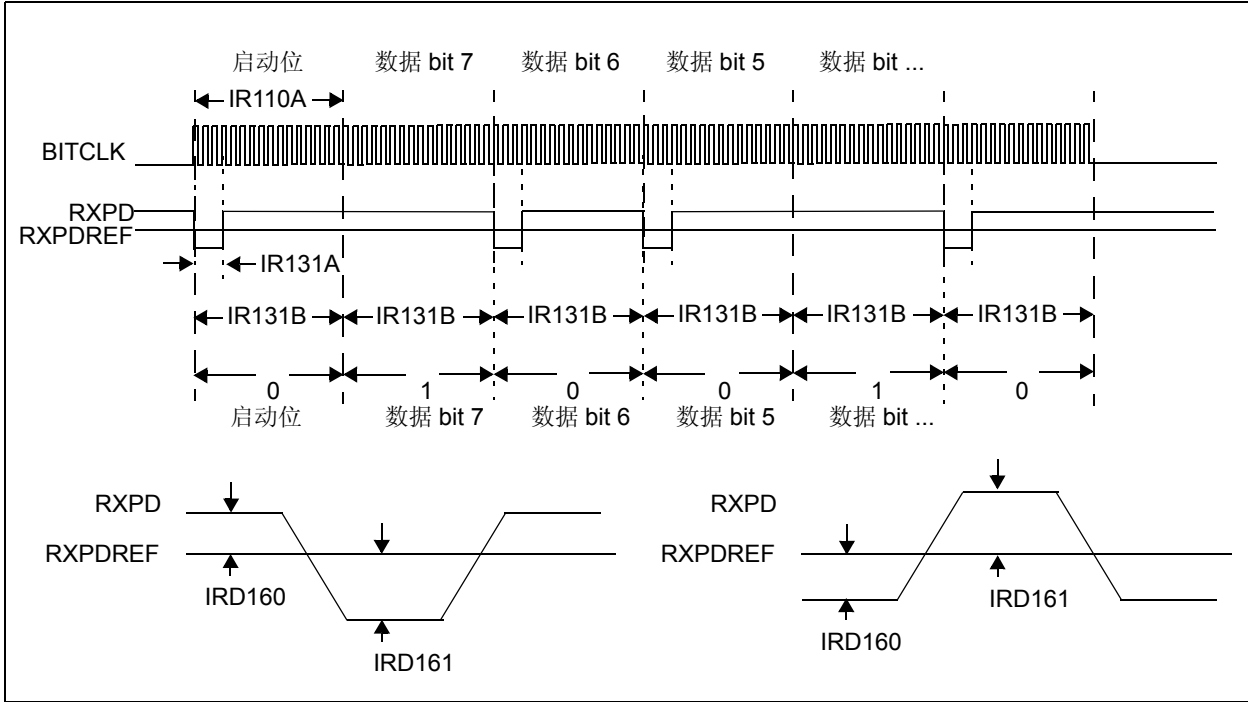 启动位 数据 bit 7 数据 bit 6 数据 bit 5 数据 bit ...
IR110A
BITCLK
RXPD
RXPDREF
IR131A
IR131B IR131B IR131B IR131B IR131B IR131B
0 1 0 0 1 0
启动位 数据 bit 7 数据 bit 6 数据 bit 5 数据 bit ...
RXPD
RXPDREF
IRD160
IRD161
RXPD
RXPDREF
IRD161
IRD160